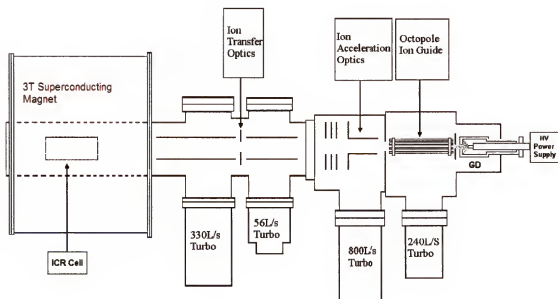 Ion
Transfer
Optics
Ion
Acceleration
Optics
Octopole
Ion Guide
3T Superconducting
Magnet
HV
Power
Supply
GD
ICR Cell
330L/s
Turbo
56L/s
Turbo
800L/s
Turbo
240L/S
Turbo